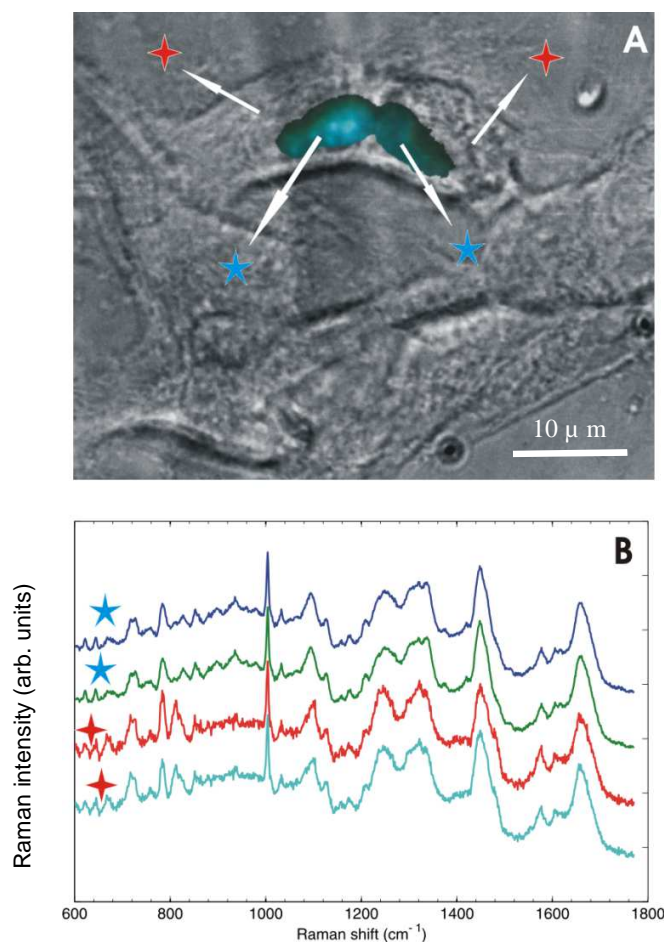 A
10 µ m
B
Raman intensity (arb. units)
600 800 1000 1200 1400 1600 1800
Raman shift (cm⁻¹)